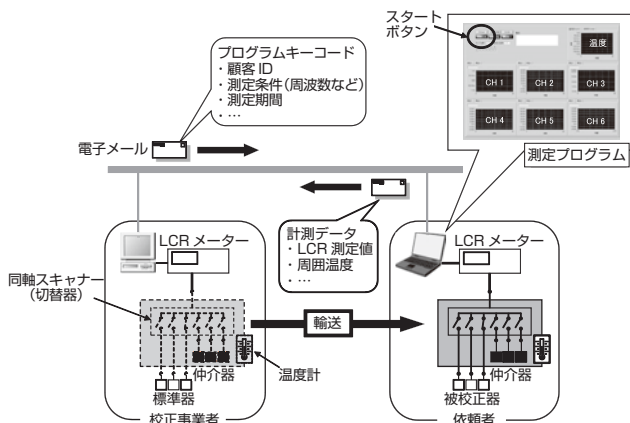 スタート
ボタン
温度
CH 1
CH 2
CH 3
CH 4
CH 5
CH 6
測定プログラム
プログラムキーコード
・顧客 ID
・測定条件(周波数など)
・測定期間
・…
電子メール
計測データ
・LCR 測定値
・周囲温度
・…
LCR メーター
同軸スキャナー
(切替器)
仲介器
温度計
標準器
校正事業者
輸送
LCR メーター
仲介器
被校正器
依頼者